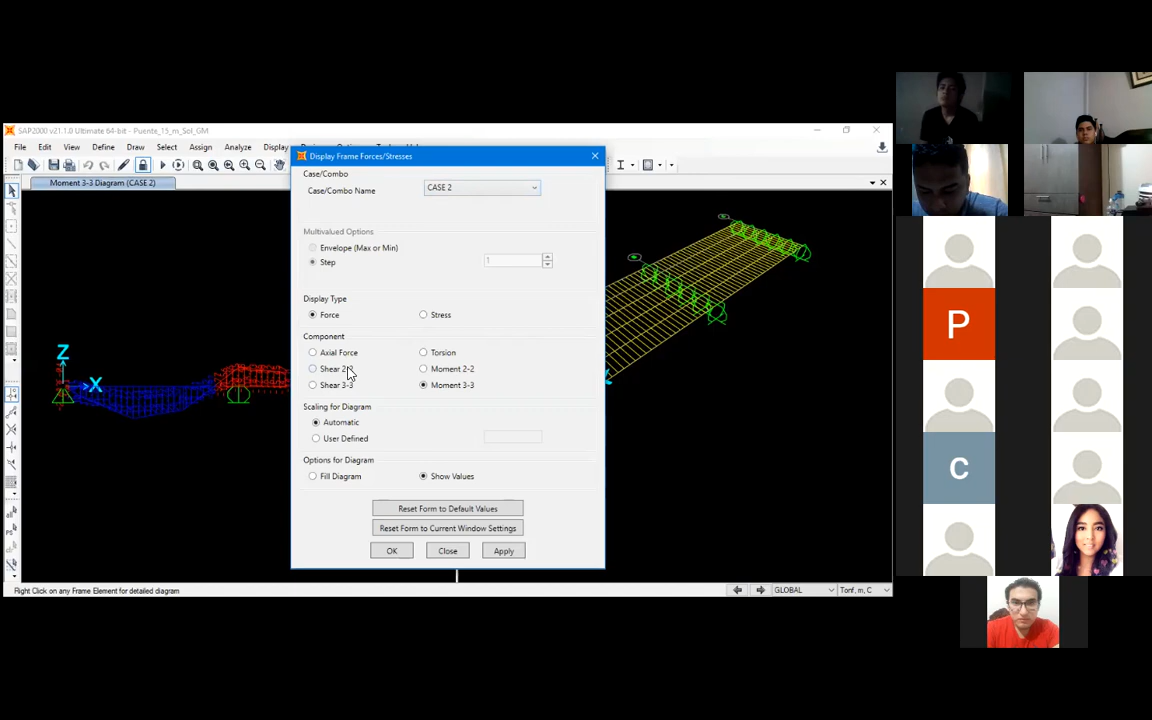 SAP2000 v21.1.0 Ultimate 64-bit - Puente_15_m_Sol_GM
File Edit View Define Draw Select Assign Analyze Display
Moment 3-3 Diagram (CASE 2)
Display Frame Forces/Stresses
Case/Combo
Case/Combo Name
CASE 2
Multivalued Options
Envelope (Max or Min)
Step
1
Display Type
Force
Stress
Component
Axial Force
Torsion
Shear 2-2
Moment 2-2
Shear 3-3
Moment 3-3
Scaling for Diagram
Automatic
User Defined
Options for Diagram
Fill Diagram
Show Values
Reset Form to Default Values
Reset Form to Current Window Settings
OK
Close
Apply
Z
X
Right Click on any Frame Element for detailed diagram
GLOBAL
Tonf, m, C
P
C